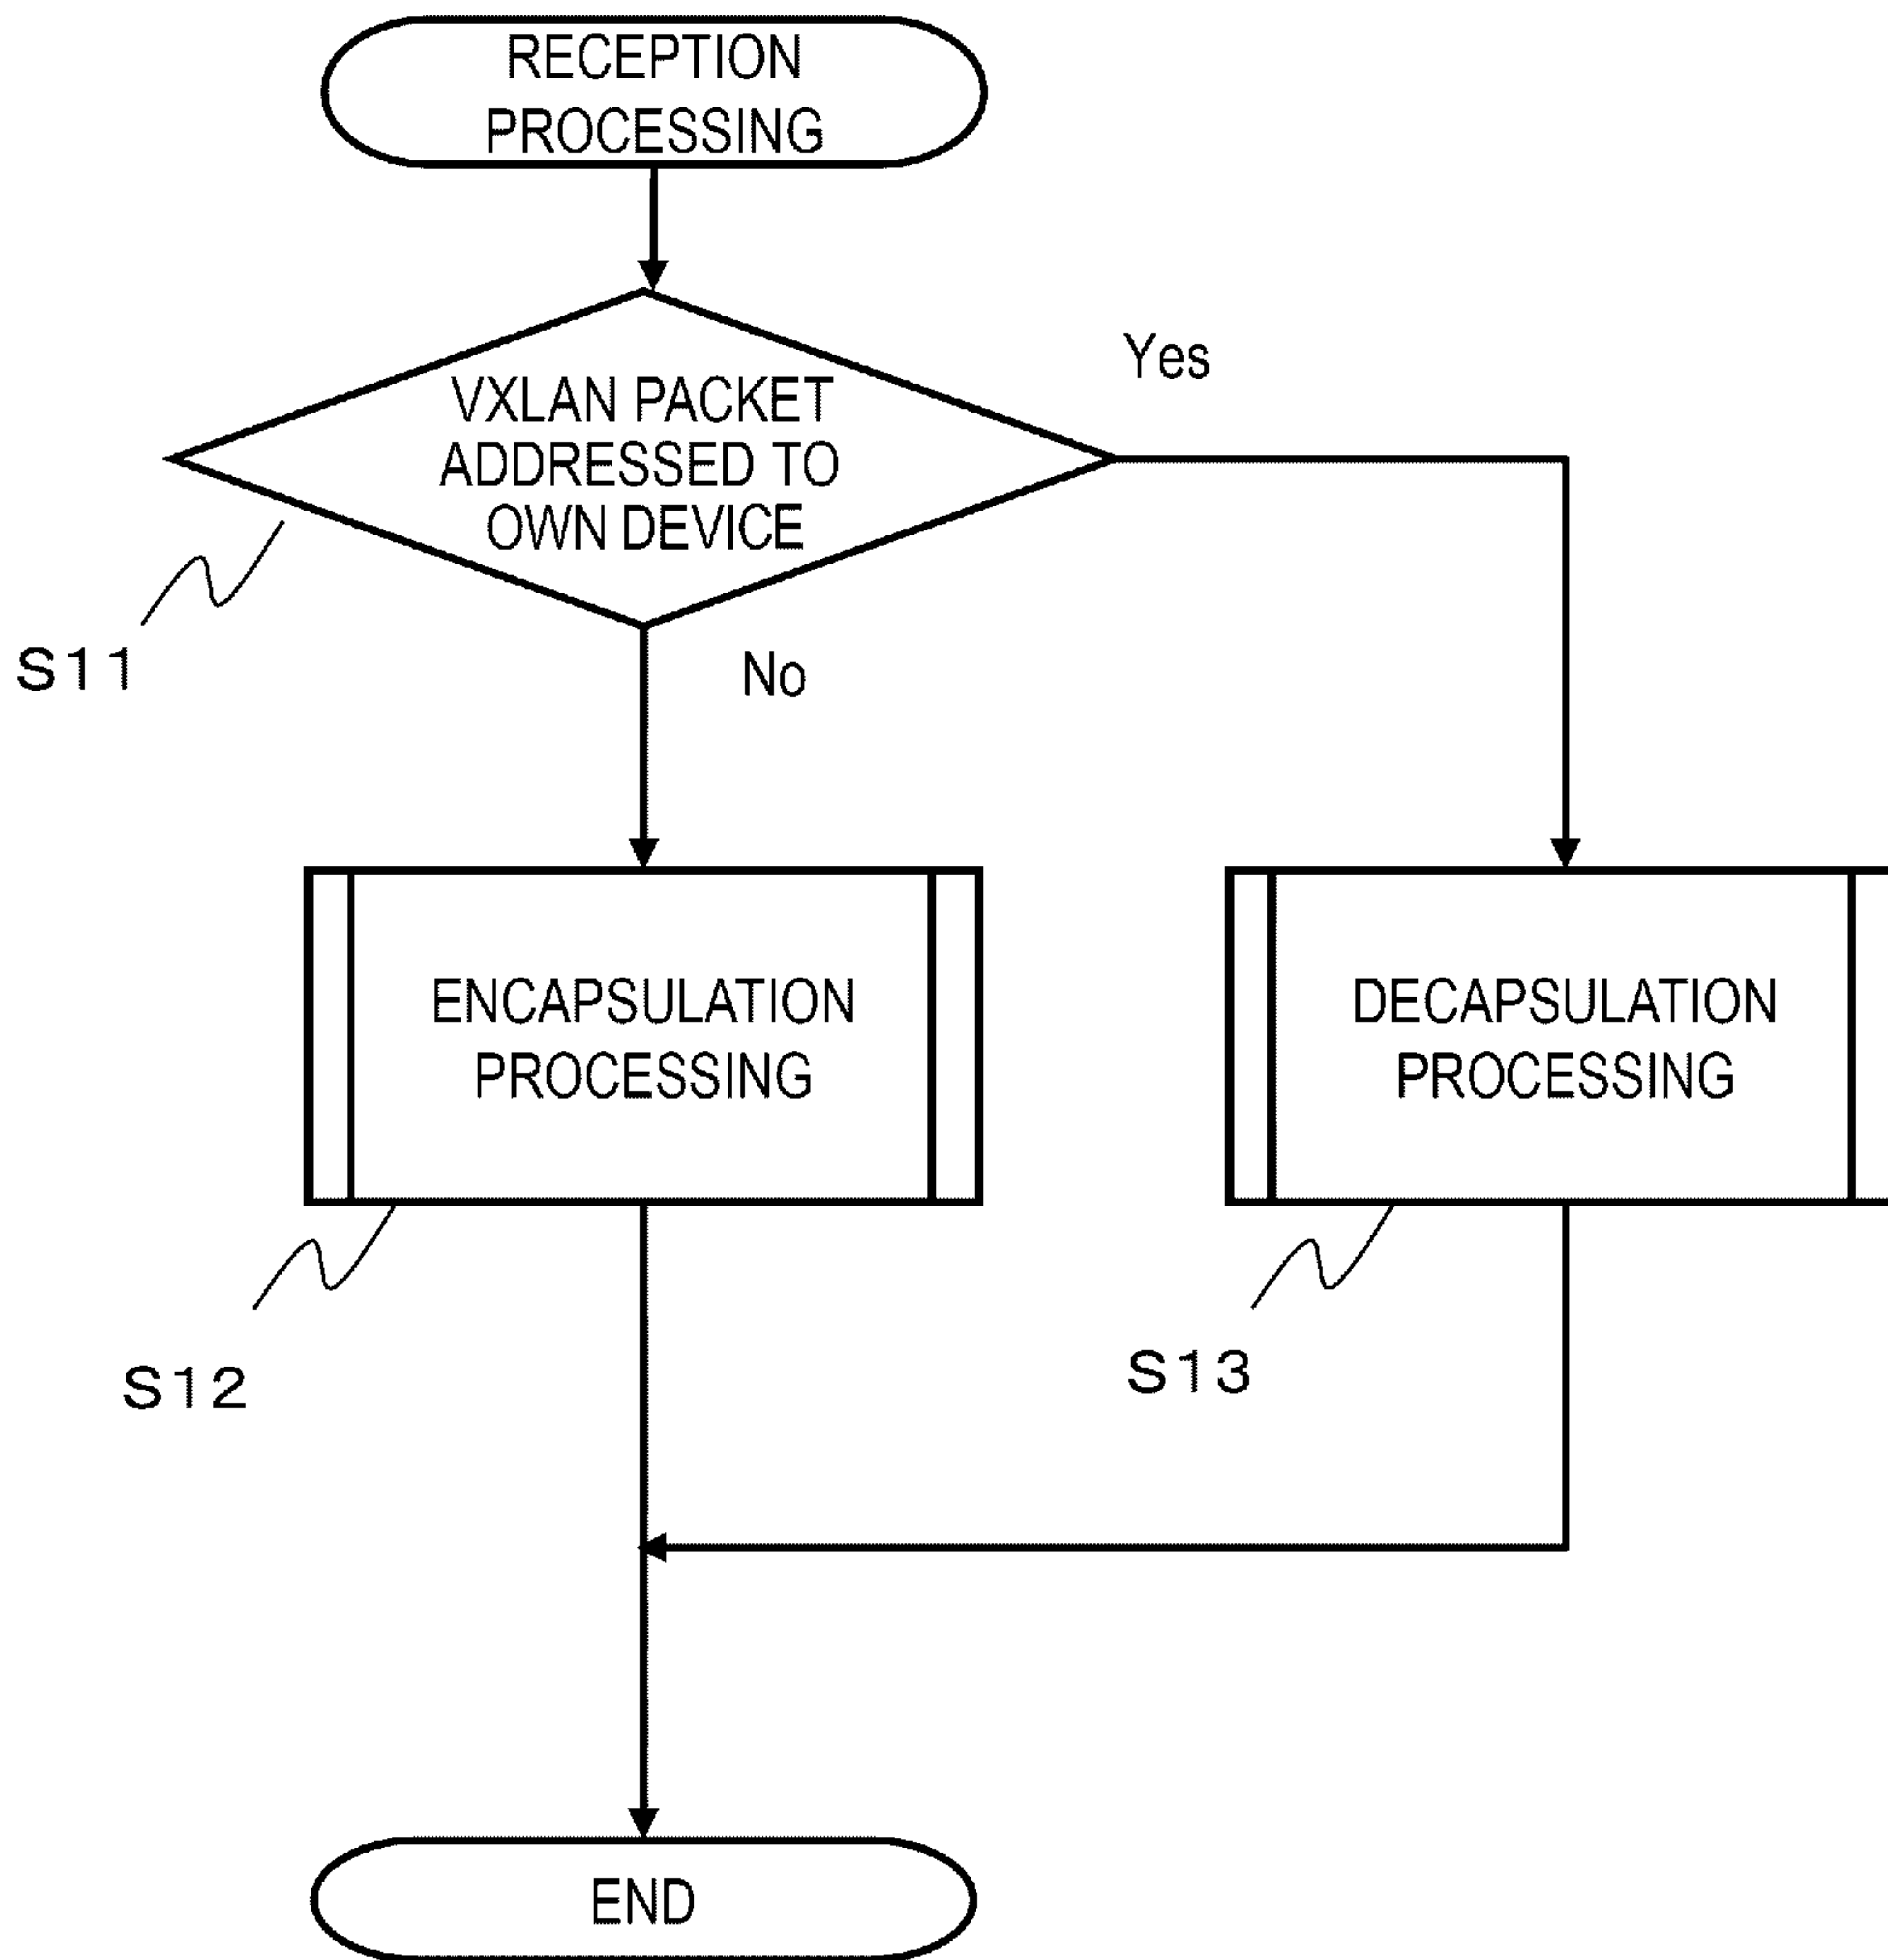 RECEPTION
PROCESSING
Yes
VXLAN PACKET
ADDRESSED TO
OWN DEVICE
S11
No
ENCAPSULATION
PROCESSING
DECAPSULATION
PROCESSING
S12
S13
END